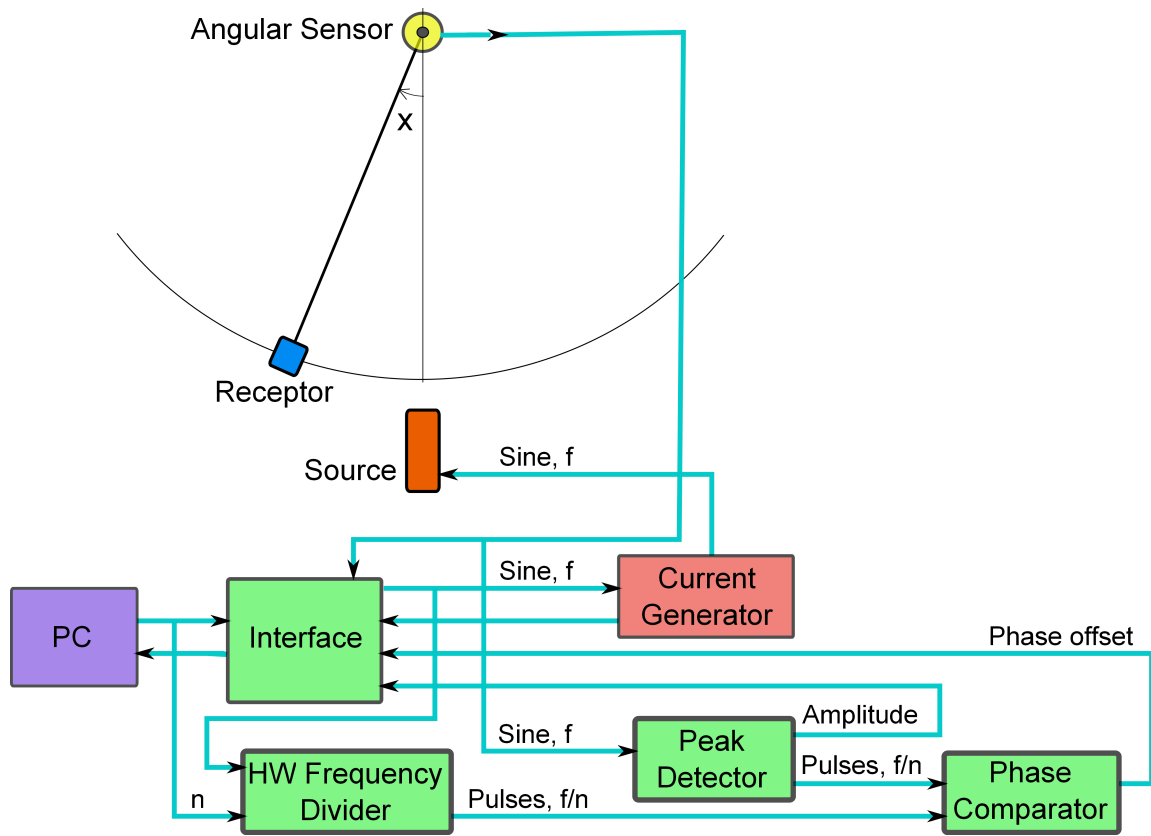 Angular Sensor
x
Receptor
Source
Sine, f
Sine, f
Current
Generator
PC
Interface
Phase offset
Amplitude
Sine, f
Peak
Detector
HW Frequency
Divider
n
Pulses, f/n
Pulses, f/n
Phase
Comparator